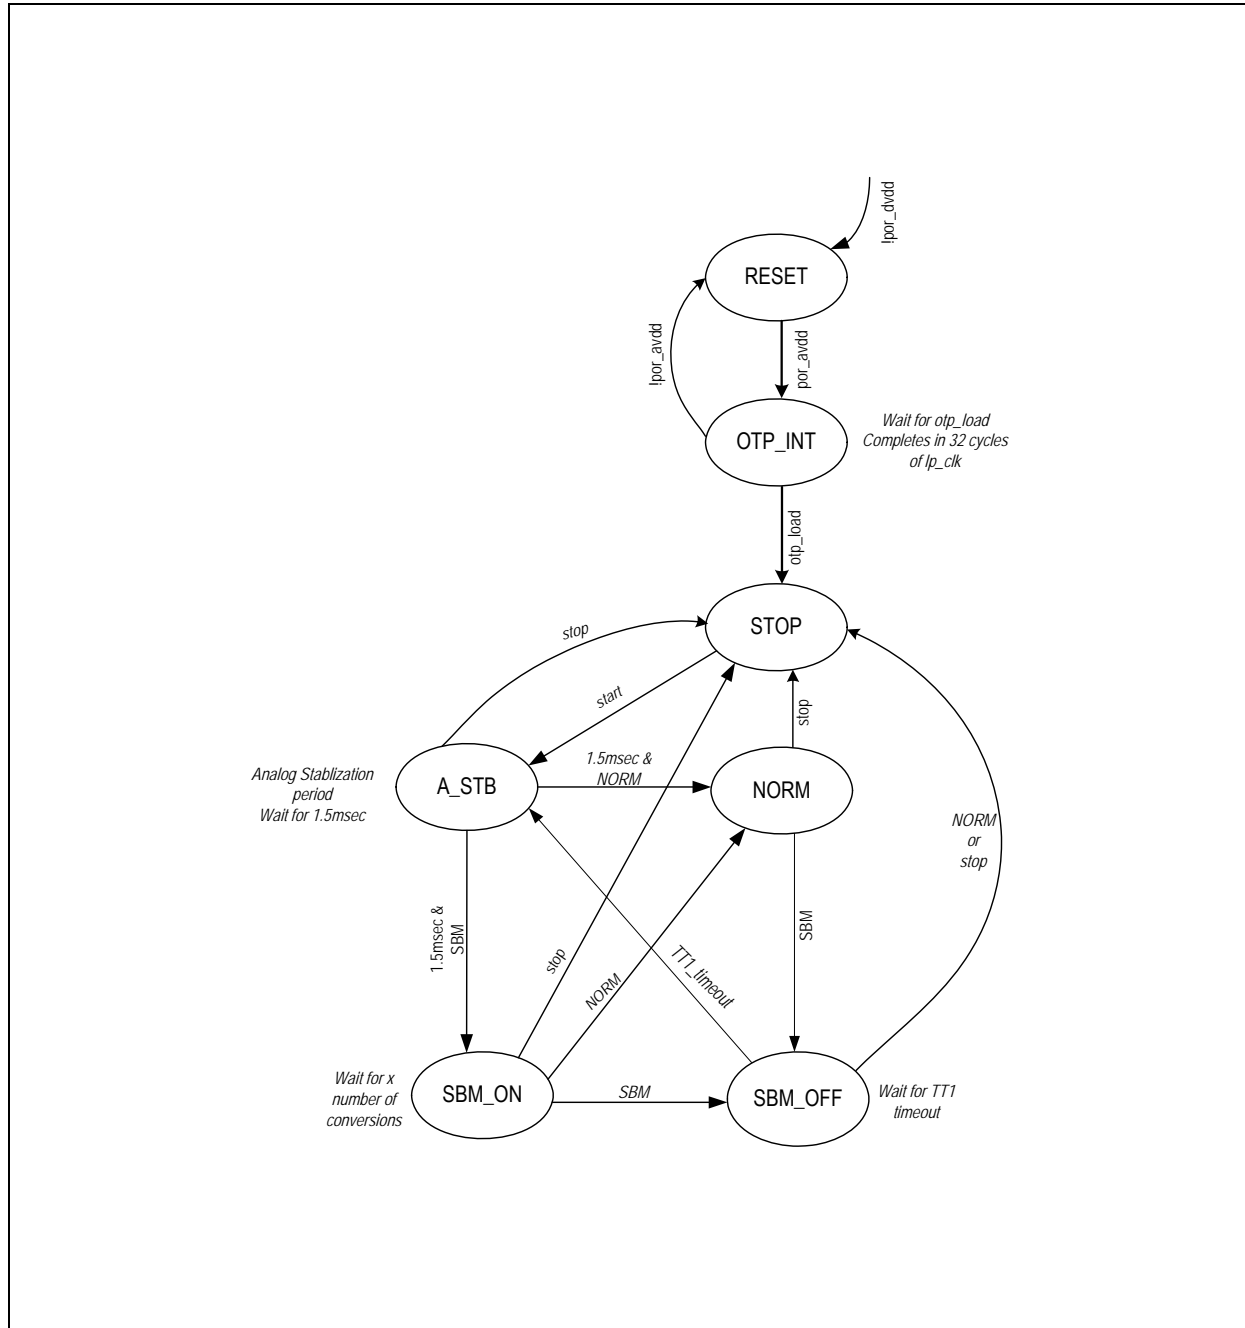 !por_dvdd
RESET
!por_avdd
por_avdd
OTP_INT
Wait for otp_load
Completes in 32 cycles
of lp_clk
otp_load
STOP
stop
start
stop
Analog Stablization
period
Wait for 1.5msec
A_STB
1.5msec &
NORM
NORM
NORM
or
stop
1.5msec &
SBM
stop
NORM
TT1_timeout
SBM
Wait for x
number of
conversions
SBM_ON
SBM
SBM_OFF
Wait for TT1
timeout